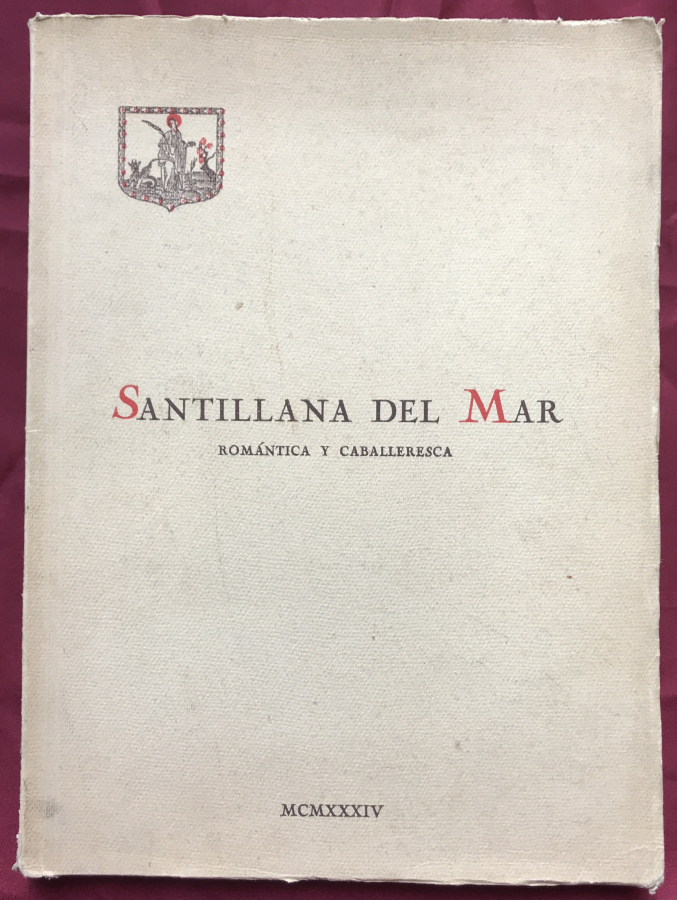 SANTILLANA DEL MAR
ROMÁNTICA Y CABALLERESCA
MCMXXXIV